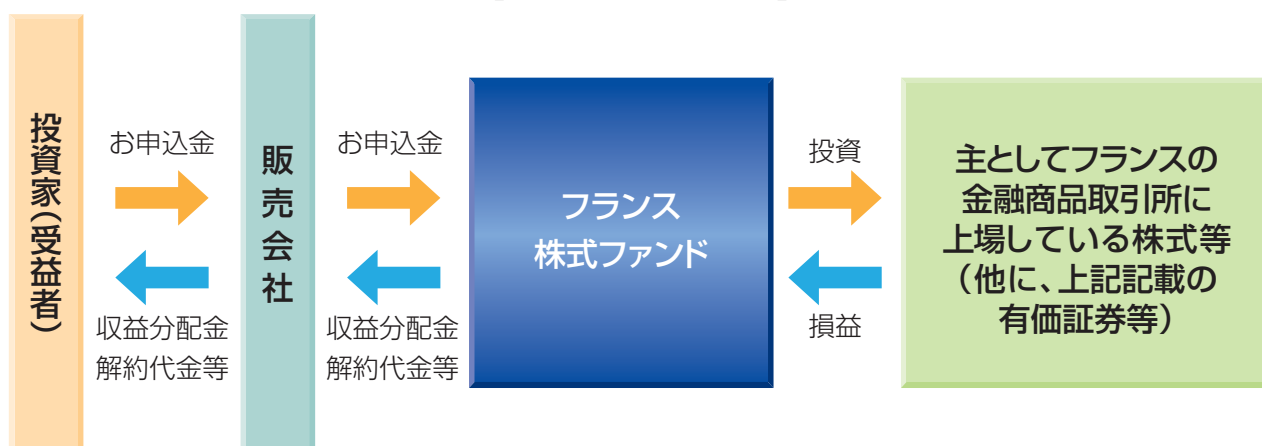 投資家(受益者)
お申込金
収益分配金
解約代金等
販売会社
お申込金
収益分配金
解約代金等
フランス
株式ファンド
投資
損益
主としてフランスの
金融商品取引所に
上場している株式等
(他に、上記記載の
有価証券等)